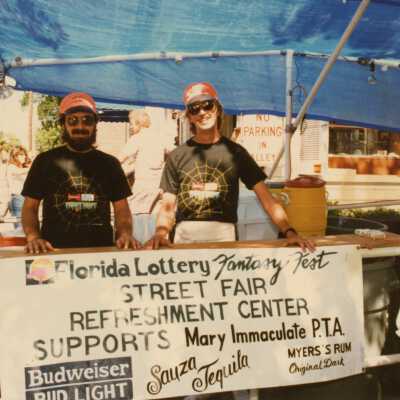 NO
PARKING
Florida Lottery Fantasy Fest
STREET FAIR
REFRESHMENT CENTER
SUPPORTS Mary Immaculate P.T.A.
Budweiser
BUD LIGHT
Sauza
Tequila
MYERS'S RUM
Original Dark